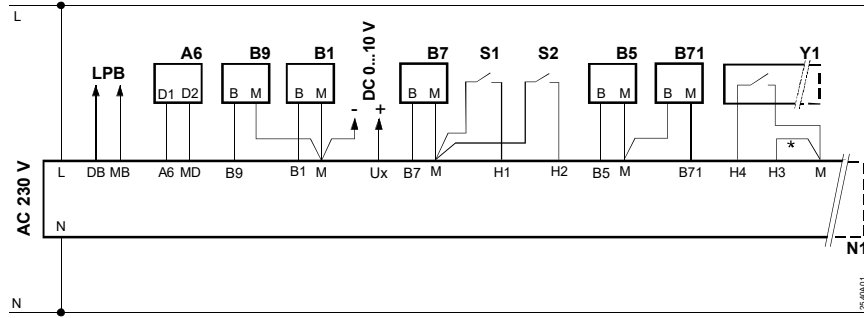 L
A6 B9 B1 DC 0...10 V B7 S1 S2 B5 B71 Y1
LPB - +
D1 D2 B M B M B M B M B M
*
AC 230 V
L DB MB A6 MD B9 B1 M Ux B7 M H1 H2 B5 M B71 H4 H3 M
N
N1
N
2540A01